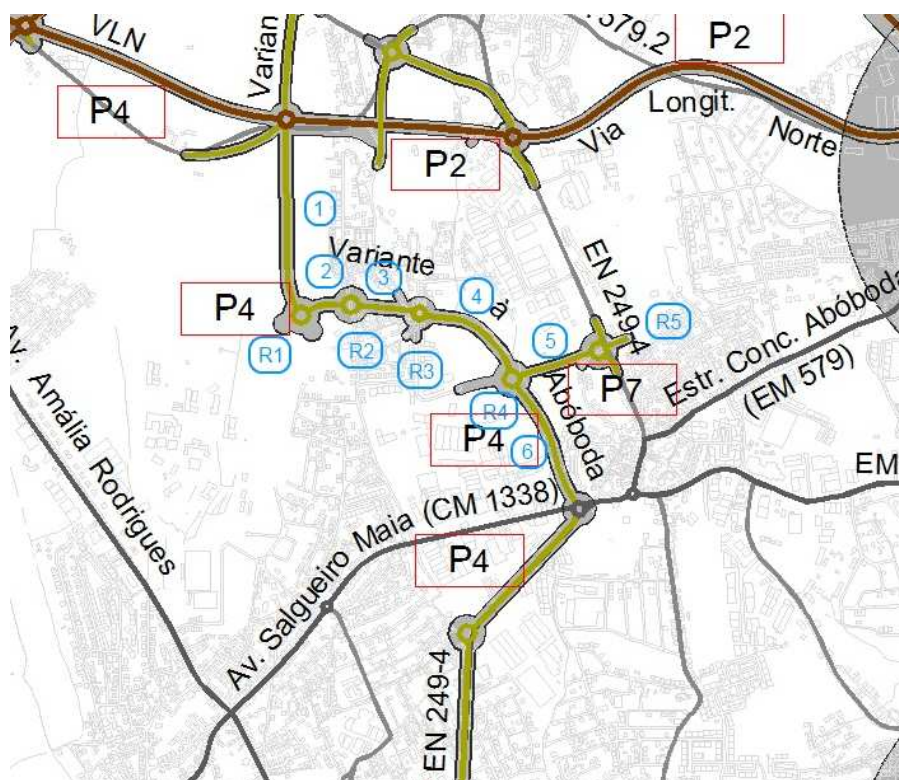 VLN
Varían
579.2
P2
P4
Longit.
Via
Norte
P2
1
Variante
2
3
P4
4
à
EN 249-4
R1
R2
R3
5
R5
Estr. Conc. Abóboda
(EM 579)
P7
Av. Amália Rodrigues
Abóboda
R4
P4
6
EM
Av. Salgueiro Maia (CM 1338)
P4
EN 249-4